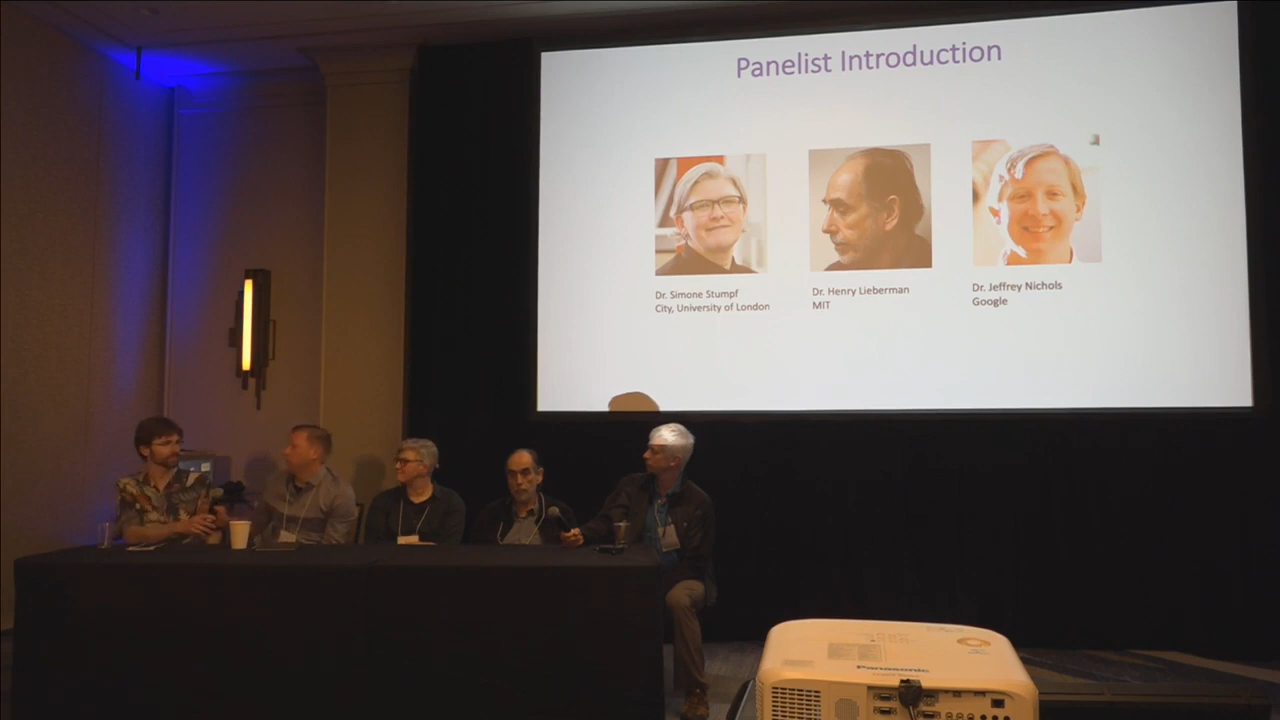 Panelist Introduction
Dr. Simone Stumpf
City, University of London
Dr. Henry Lieberman
MIT
Dr. Jeffrey Nichols
Google
Panasonic